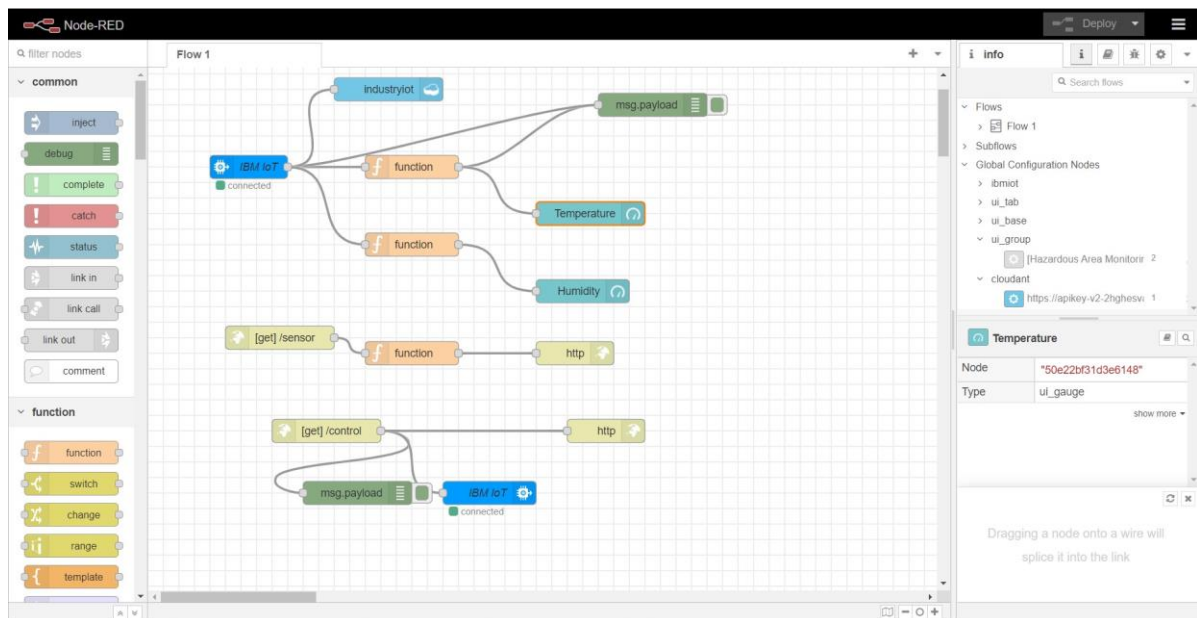 Node-RED
Deploy
filter nodes
Flow 1
common
inject
debug
complete
catch
status
link in
link call
link out
comment
function
function
switch
change
range
template
industryiot
msg.payload
IBM IoT
connected
function
Temperature
function
Humidity
[get] /sensor
function
http
[get] /control
http
msg.payload
IBM IoT
connected
i info
i
Search flows
Flows
Flow 1
Subflows
Global Configuration Nodes
ibmiot
ui_tab
ui_base
ui_group
[Hazardous Area Monitorir 2
cloudant
https://apikey-v2-2hghesv 1
Temperature
Node "50e22bf31d3e6148"
Type ui_gauge
show more
Dragging a node onto a wire will
splice it into the link